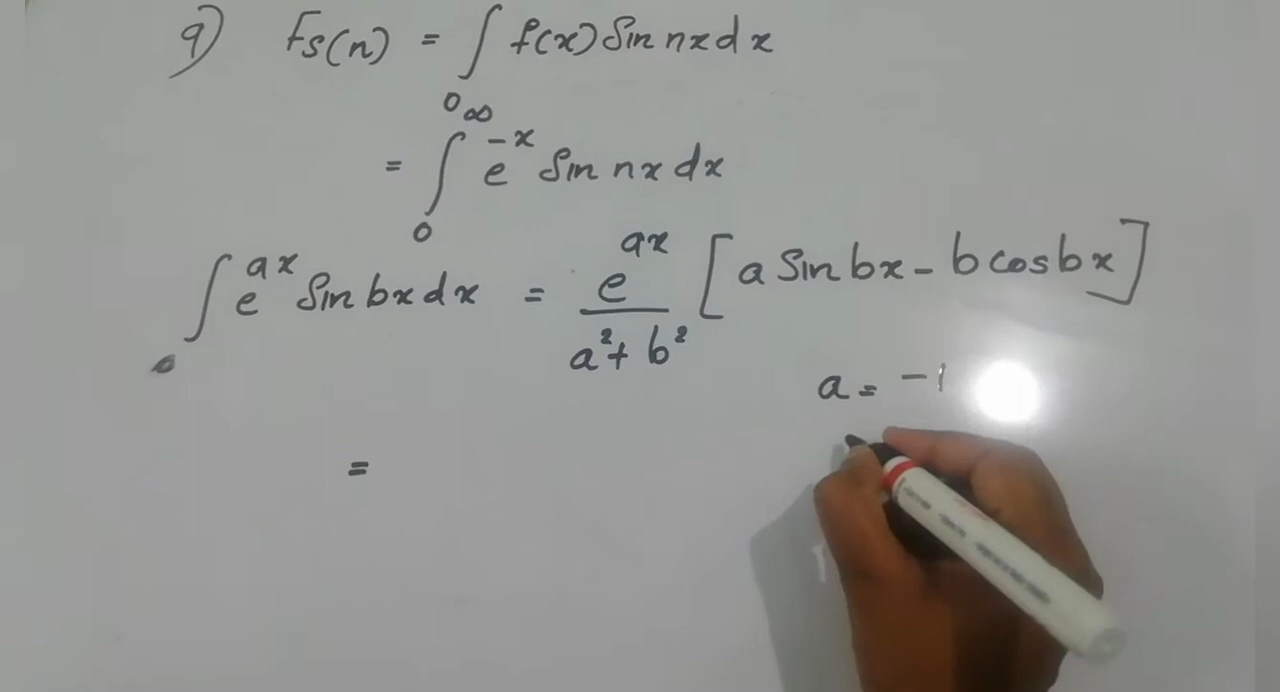 9) Fs(n) = ∫ f(x) Sin nx dx
0
= ∫₀^∞ e^-x Sin nx dx
∫ e^ax Sin bx dx = e^ax / a²+b² [a Sin bx - b cos bx]
a = -1
=